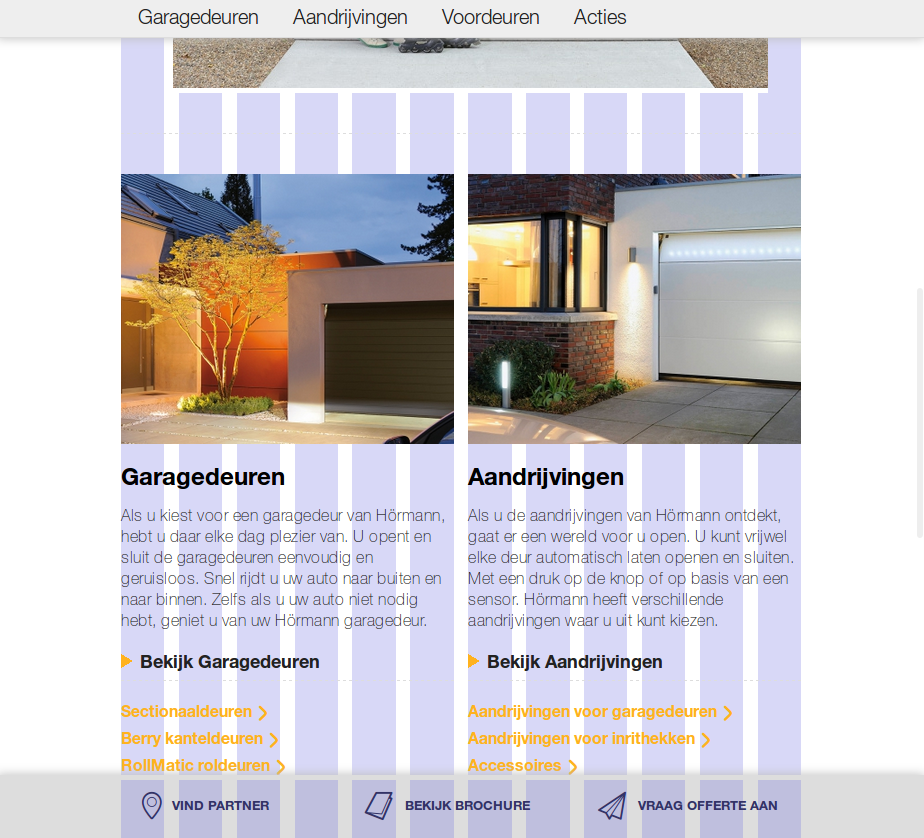 Garagedeuren Aandrijvingen Voordeuren Acties
Garagedeuren
Als u kiest voor een garagedeur van Hörmann,
hebt u daar elke dag plezier van. U opent en
sluit de garagedeuren eenvoudig en
geruisloos. Snel rijdt u uw auto naar buiten en
naar binnen. Zelfs als u uw auto niet nodig
hebt, geniet u van uw Hörmann garagedeur.
Bekijk Garagedeuren
Sectionaaldeuren
Berry kanteldeuren
RollMatic roldeuren
Aandrijvingen
Als u de aandrijvingen van Hörmann ontdekt,
gaat er een wereld voor u open. U kunt vrijwel
elke deur automatisch laten openen en sluiten.
Met een druk op de knop of op basis van een
sensor. Hörmann heeft verschillende
aandrijvingen waar u uit kunt kiezen.
Bekijk Aandrijvingen
Aandrijvingen voor garagedeuren
Aandrijvingen voor inrithekken
Accessoires
VIND PARTNER BEKIJK BROCHURE VRAAG OFFERTE AAN